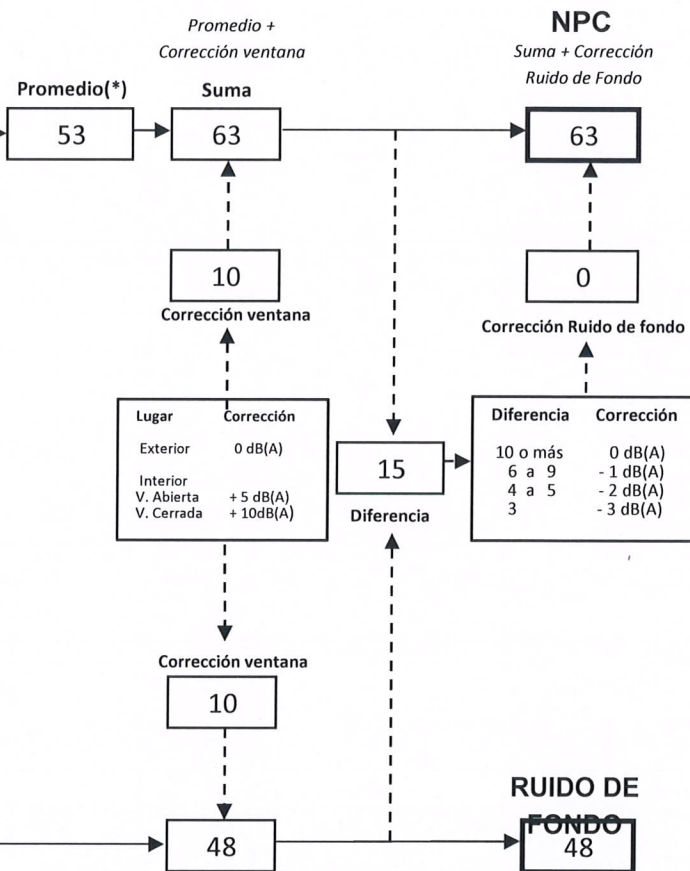 Promedio +
Corrección ventana
NPC
Suma + Corrección
Ruido de Fondo
Promedio(*)
Suma
53
63
63
10
0
Corrección ventana
Corrección Ruido de fondo
Lugar Corrección
Exterior 0 dB(A)
Interior
V. Abierta + 5 dB(A)
V. Cerrada + 10dB(A)
15
Diferencia
Diferencia Corrección
10 o más 0 dB(A)
6 a 9 - 1 dB(A)
4 a 5 - 2 dB(A)
3 - 3 dB(A)
Corrección ventana
10
RUIDO DE
FONDO
48
48